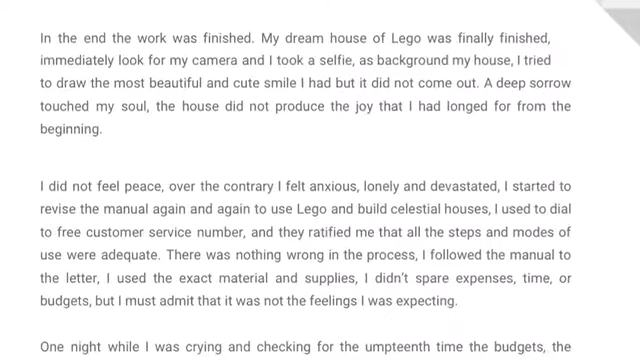 In the end the work was finished. My dream house of Lego was finally finished,
immediately look for my camera and I took a selfie, as background my house, I tried
to draw the most beautiful and cute smile I had but it did not come out. A deep sorrow
touched my soul, the house did not produce the joy that I had longed for from the
beginning.
I did not feel peace, over the contrary I felt anxious, lonely and devastated, I started to
revise the manual again and again to use Lego and build celestial houses, I used to dial
to free customer service number, and they ratified me that all the steps and modes of
use were adequate. There was nothing wrong in the process, I followed the manual to
the letter, I used the exact material and supplies, I didn't spare expenses, time, or
budgets, but I must admit that it was not the feelings I was expecting.
One night while I was crying and checking for the umpteenth time the budgets, the